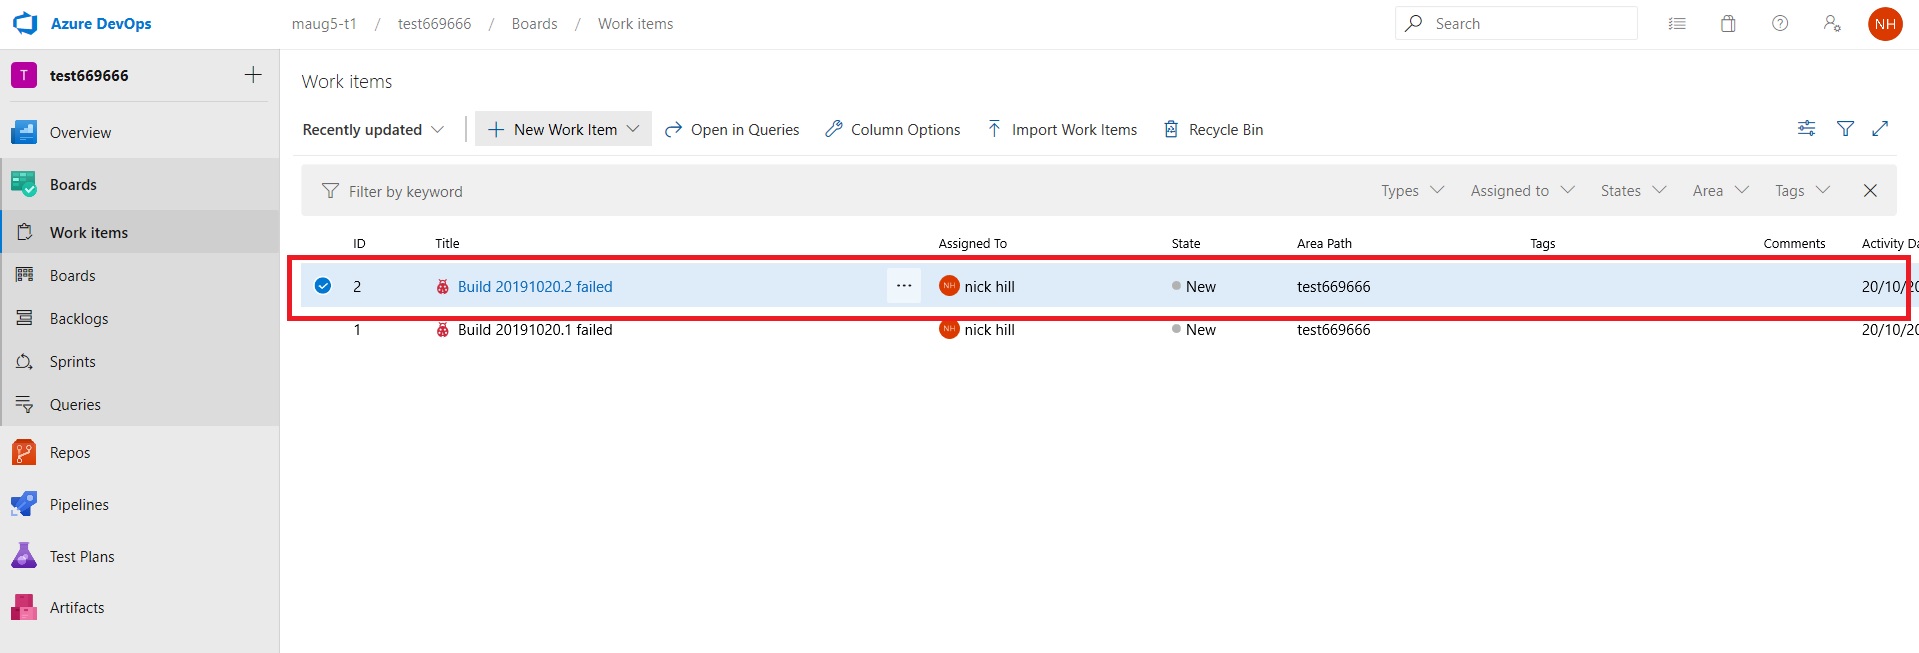 Azure DevOps
maug5-t1 / test669666 / Boards / Work items
Search
NH
T test669666
Overview
Boards
Work items
Boards
Backlogs
Sprints
Queries
Repos
Pipelines
Test Plans
Artifacts
Work items
Recently updated New Work Item Open in Queries Column Options Import Work Items Recycle Bin
Filter by keyword Types Assigned to States Area Tags
ID Title Assigned To State Area Path Tags Comments Activity Da
2 Build 20191020.2 failed ... NH nick hill New test669666 20/10/20
1 Build 20191020.1 failed NH nick hill New test669666 20/10/20